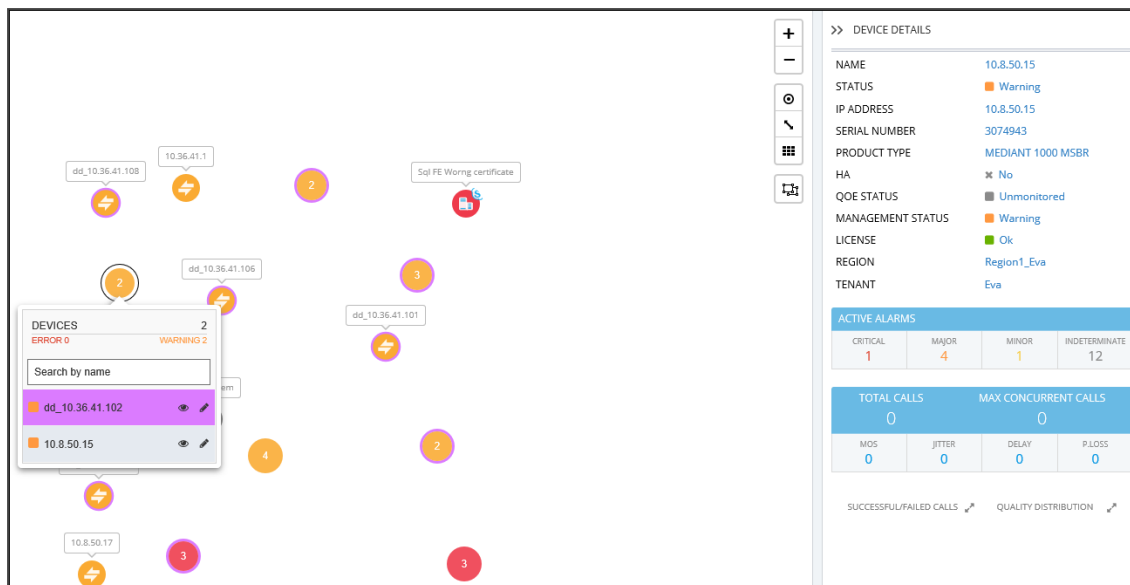 10.36.41.1
dd_10.36.41.108
2
Sql FE Worng certificate
S
dd_10.36.41.106
3
2
dd_10.36.41.101
DEVICES 2
ERROR 0 WARNING 2
Search by name
em
dd_10.36.41.102
10.8.50.15
2
4
10.8.50.17
3
3
DEVICE DETAILS
NAME 10.8.50.15
STATUS Warning
IP ADDRESS 10.8.50.15
SERIAL NUMBER 3074943
PRODUCT TYPE MEDIANT 1000 MSBR
HA No
QOE STATUS Unmonitored
MANAGEMENT STATUS Warning
LICENSE Ok
REGION Region1_Eva
TENANT Eva
ACTIVE ALARMS
CRITICAL MAJOR MINOR INDETERMINATE
1 4 1 12
TOTAL CALLS MAX CONCURRENT CALLS
0 0
MOS JITTER DELAY P.LOSS
0 0 0 0
SUCCESSFUL/FAILED CALLS QUALITY DISTRIBUTION